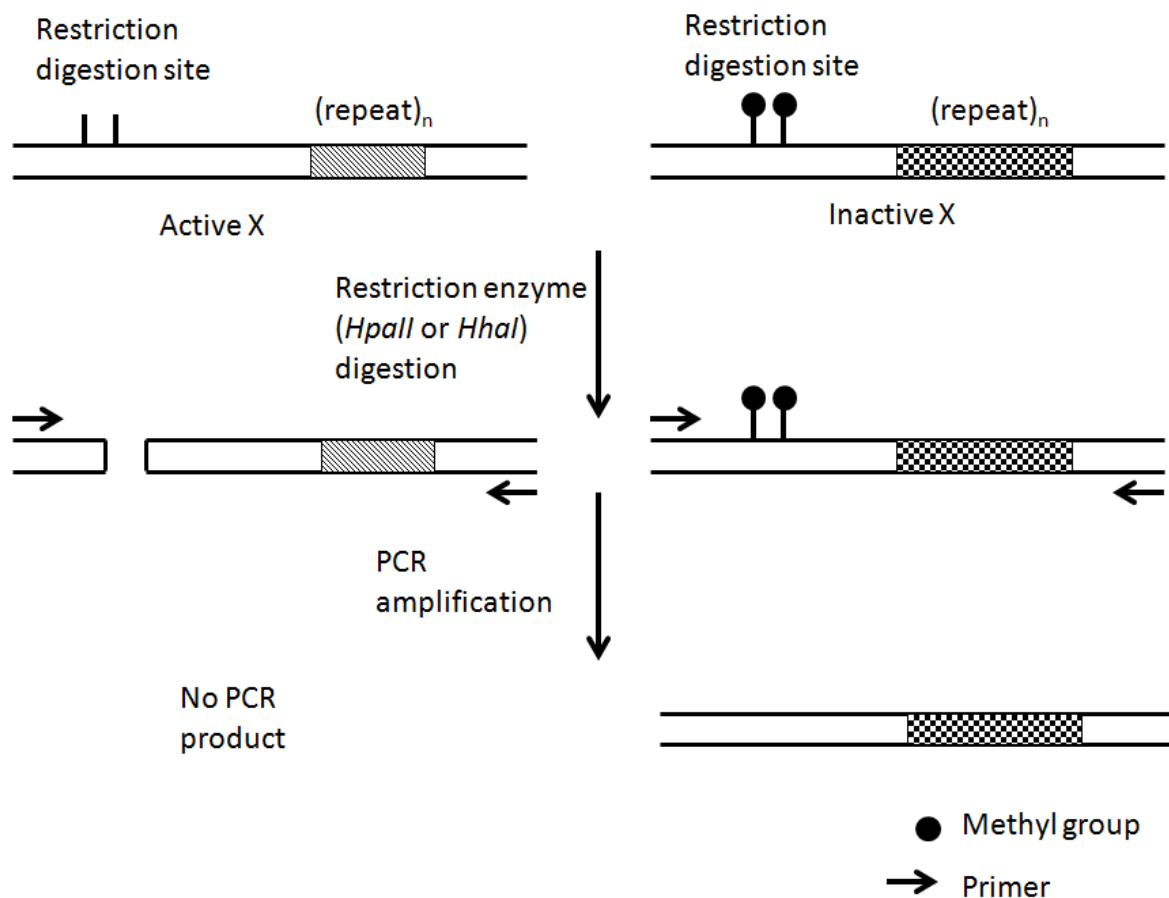 Restriction
digestion site
(repeat)n
Active X
Restriction
digestion site
(repeat)n
Inactive X
Restriction enzyme
(HpaII or HhaI)
digestion
PCR
amplification
No PCR
product
Methyl group
Primer